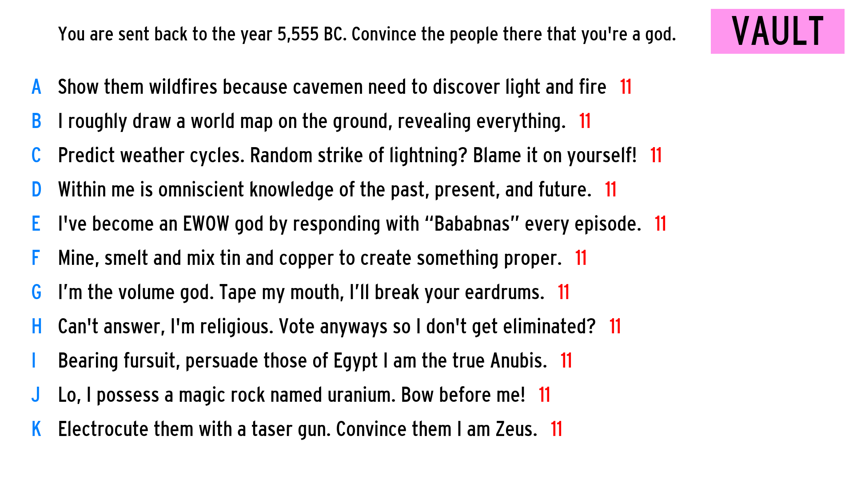 You are sent back to the year 5,555 BC. Convince the people there that you're a god.
VAULT
A Show them wildfires because cavemen need to discover light and fire 11
B I roughly draw a world map on the ground, revealing everything. 11
C Predict weather cycles. Random strike of lightning? Blame it on yourself! 11
D Within me is omniscient knowledge of the past, present, and future. 11
E I've become an EWOW god by responding with “Bababnas” every episode. 11
F Mine, smelt and mix tin and copper to create something proper. 11
G I’m the volume god. Tape my mouth, I’ll break your eardrums. 11
H Can't answer, I'm religious. Vote anyways so I don't get eliminated? 11
I Bearing fursuit, persuade those of Egypt I am the true Anubis. 11
J Lo, I possess a magic rock named uranium. Bow before me! 11
K Electrocute them with a taser gun. Convince them I am Zeus. 11